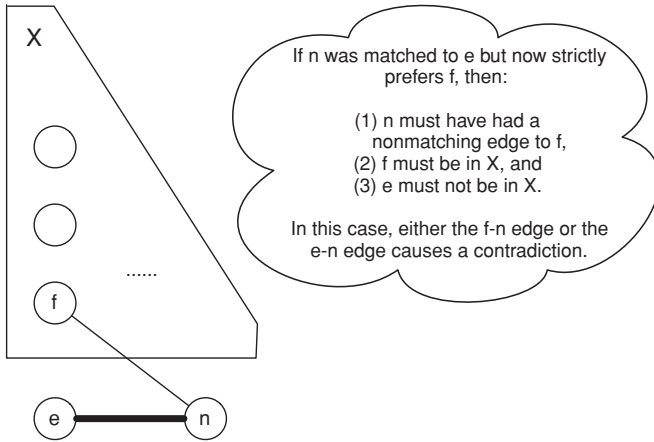 X
If n was matched to e but now strictly
prefers f, then:
(1) n must have had a
nonmatching edge to f,
(2) f must be in X, and
(3) e must not be in X.
In this case, either the f-n edge or the
e-n edge causes a contradiction.
......
f
e n